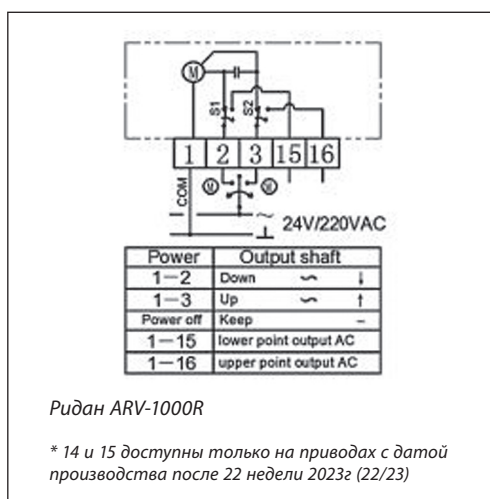 M
S1
S2
1 2 3 15 16
COM
M M
~
24V/220VAC
Power Output shaft
1—2 Down ↓
1—3 Up ↑
Power off Keep –
1—15 lower point output AC
1—16 upper point output AC
Ридан ARV-1000R
* 14 и 15 доступны только на приводах с датой
производства после 22 недели 2023г (22/23)